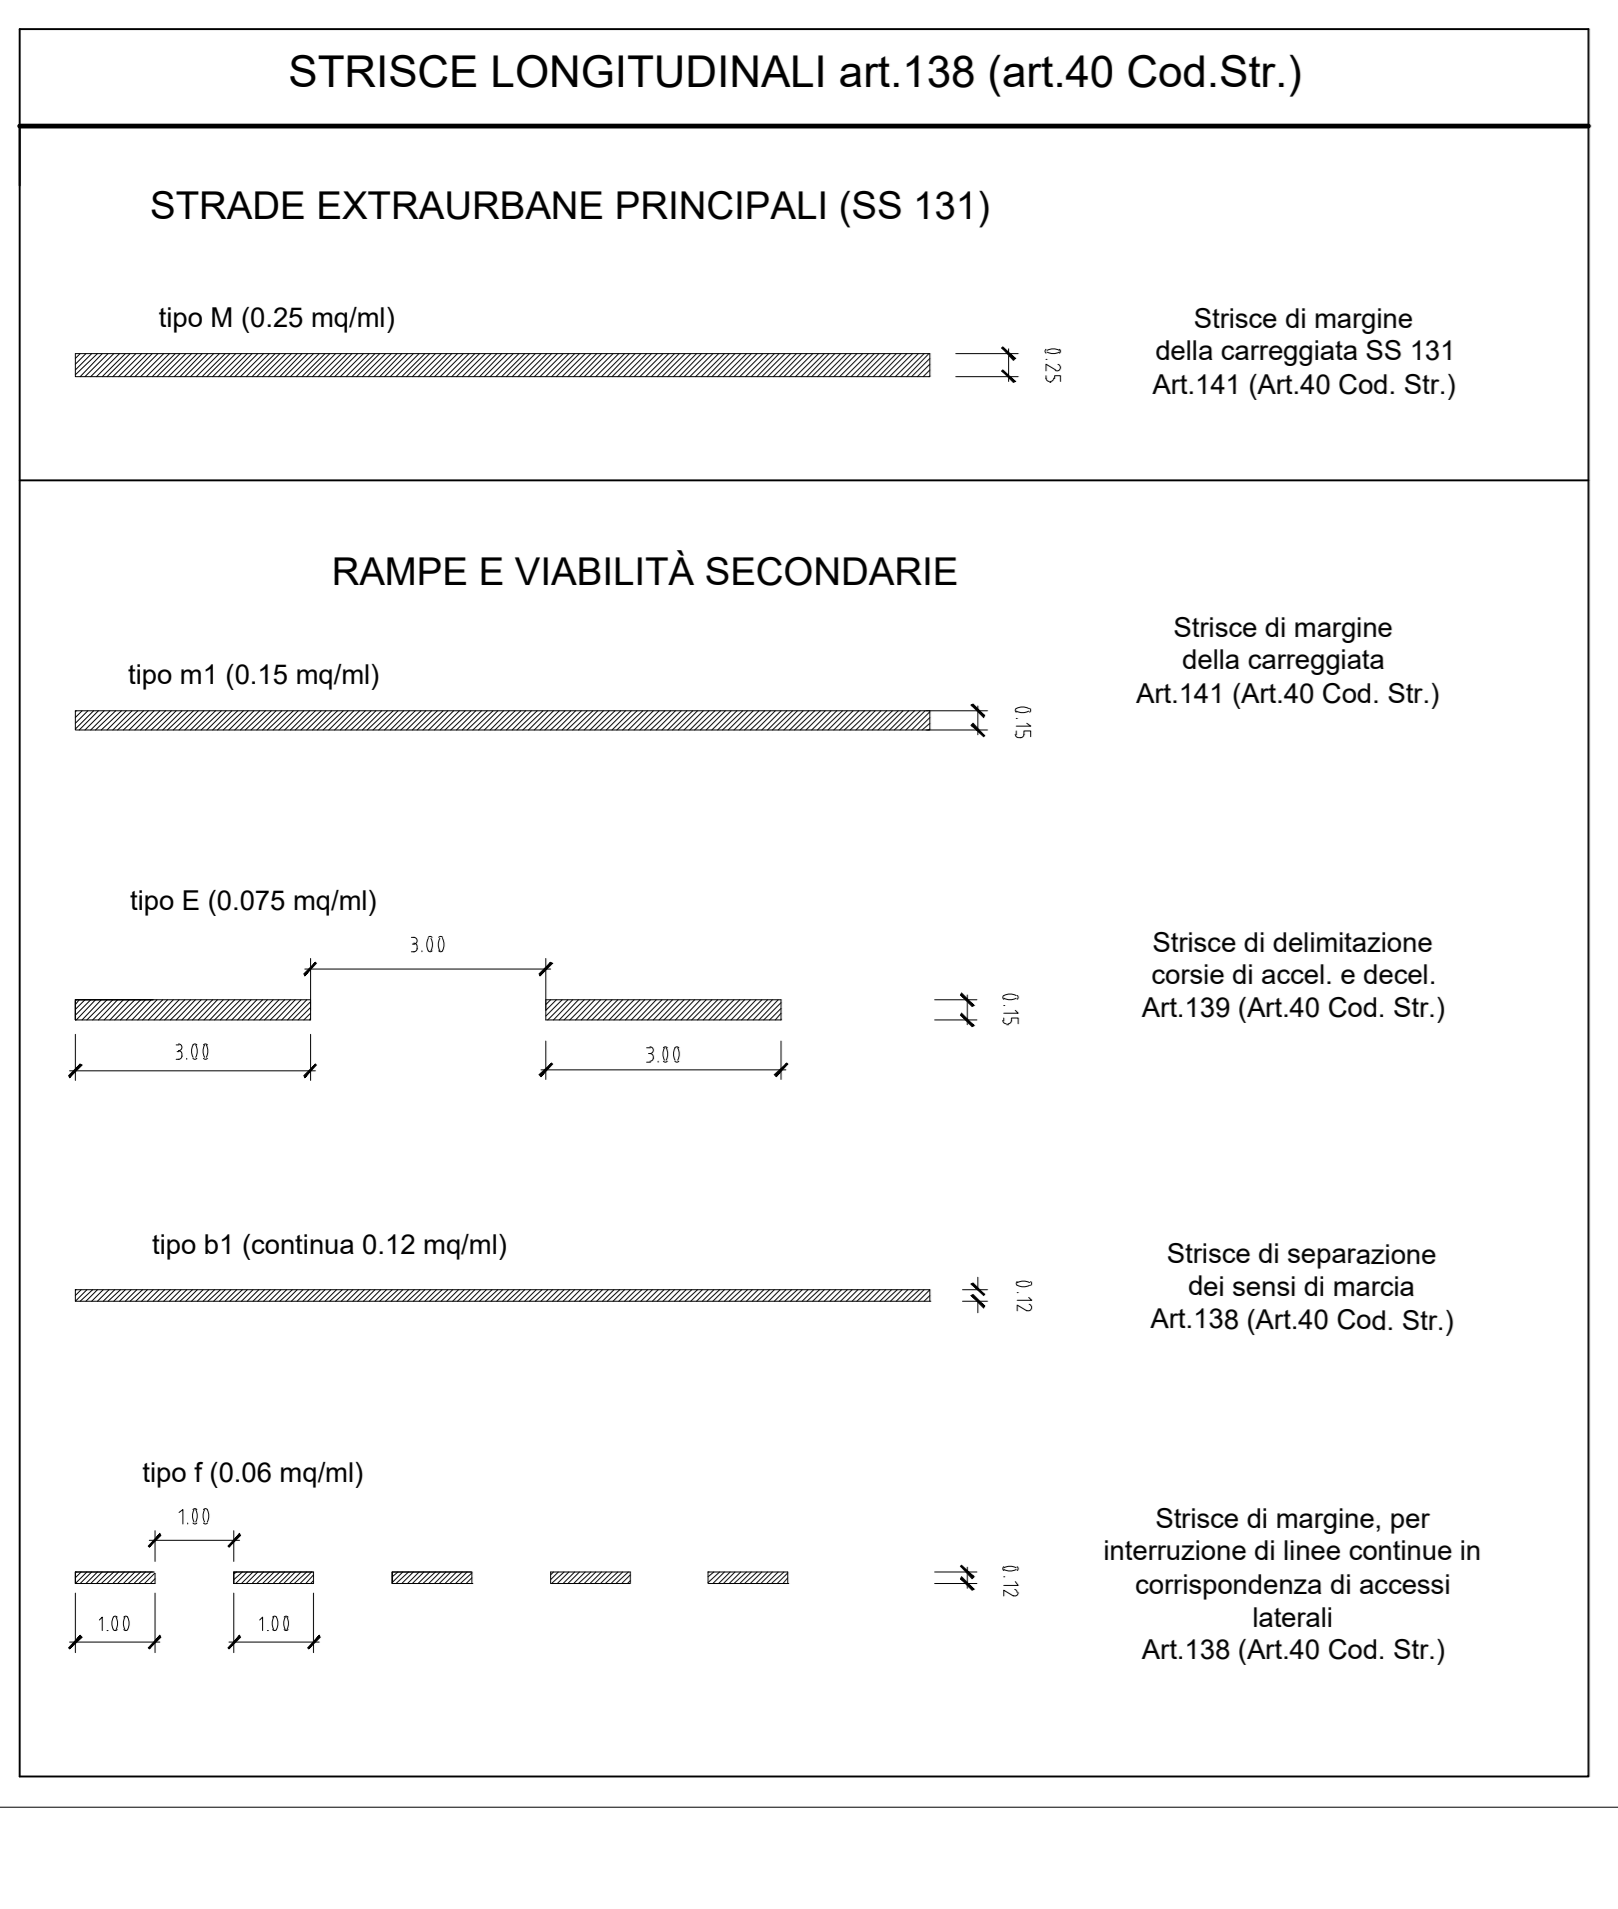 STRISCE LONGITUDINALI art.138 (art.40 Cod.Str.)
STRADE EXTRAURBANE PRINCIPALI (SS 131)
tipo M (0.25 mq/ml)
0.25
Strisce di margine
della carreggiata SS 131
Art.141 (Art.40 Cod. Str.)
RAMPE E VIABILITÀ SECONDARIE
tipo m1 (0.15 mq/ml)
0.15
Strisce di margine
della carreggiata
Art.141 (Art.40 Cod. Str.)
tipo E (0.075 mq/ml)
3.00
3.00
3.00
0.15
Strisce di delimitazione
corsie di accel. e decel.
Art.139 (Art.40 Cod. Str.)
tipo b1 (continua 0.12 mq/ml)
0.12
Strisce di separazione
dei sensi di marcia
Art.138 (Art.40 Cod. Str.)
tipo f (0.06 mq/ml)
1.00
1.00
1.00
0.12
Strisce di margine, per
interruzione di linee continue in
corrispondenza di accessi
laterali
Art.138 (Art.40 Cod. Str.)